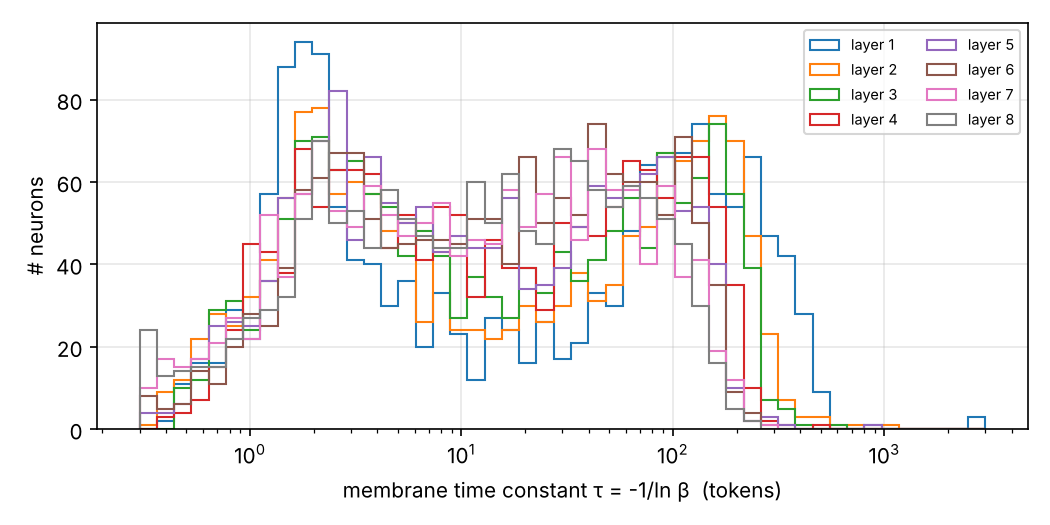 # neurons
80
60
40
20
0
10⁰
10¹
10²
10³
membrane time constant τ = -1/ln β (tokens)
layer 1
layer 2
layer 3
layer 4
layer 5
layer 6
layer 7
layer 8